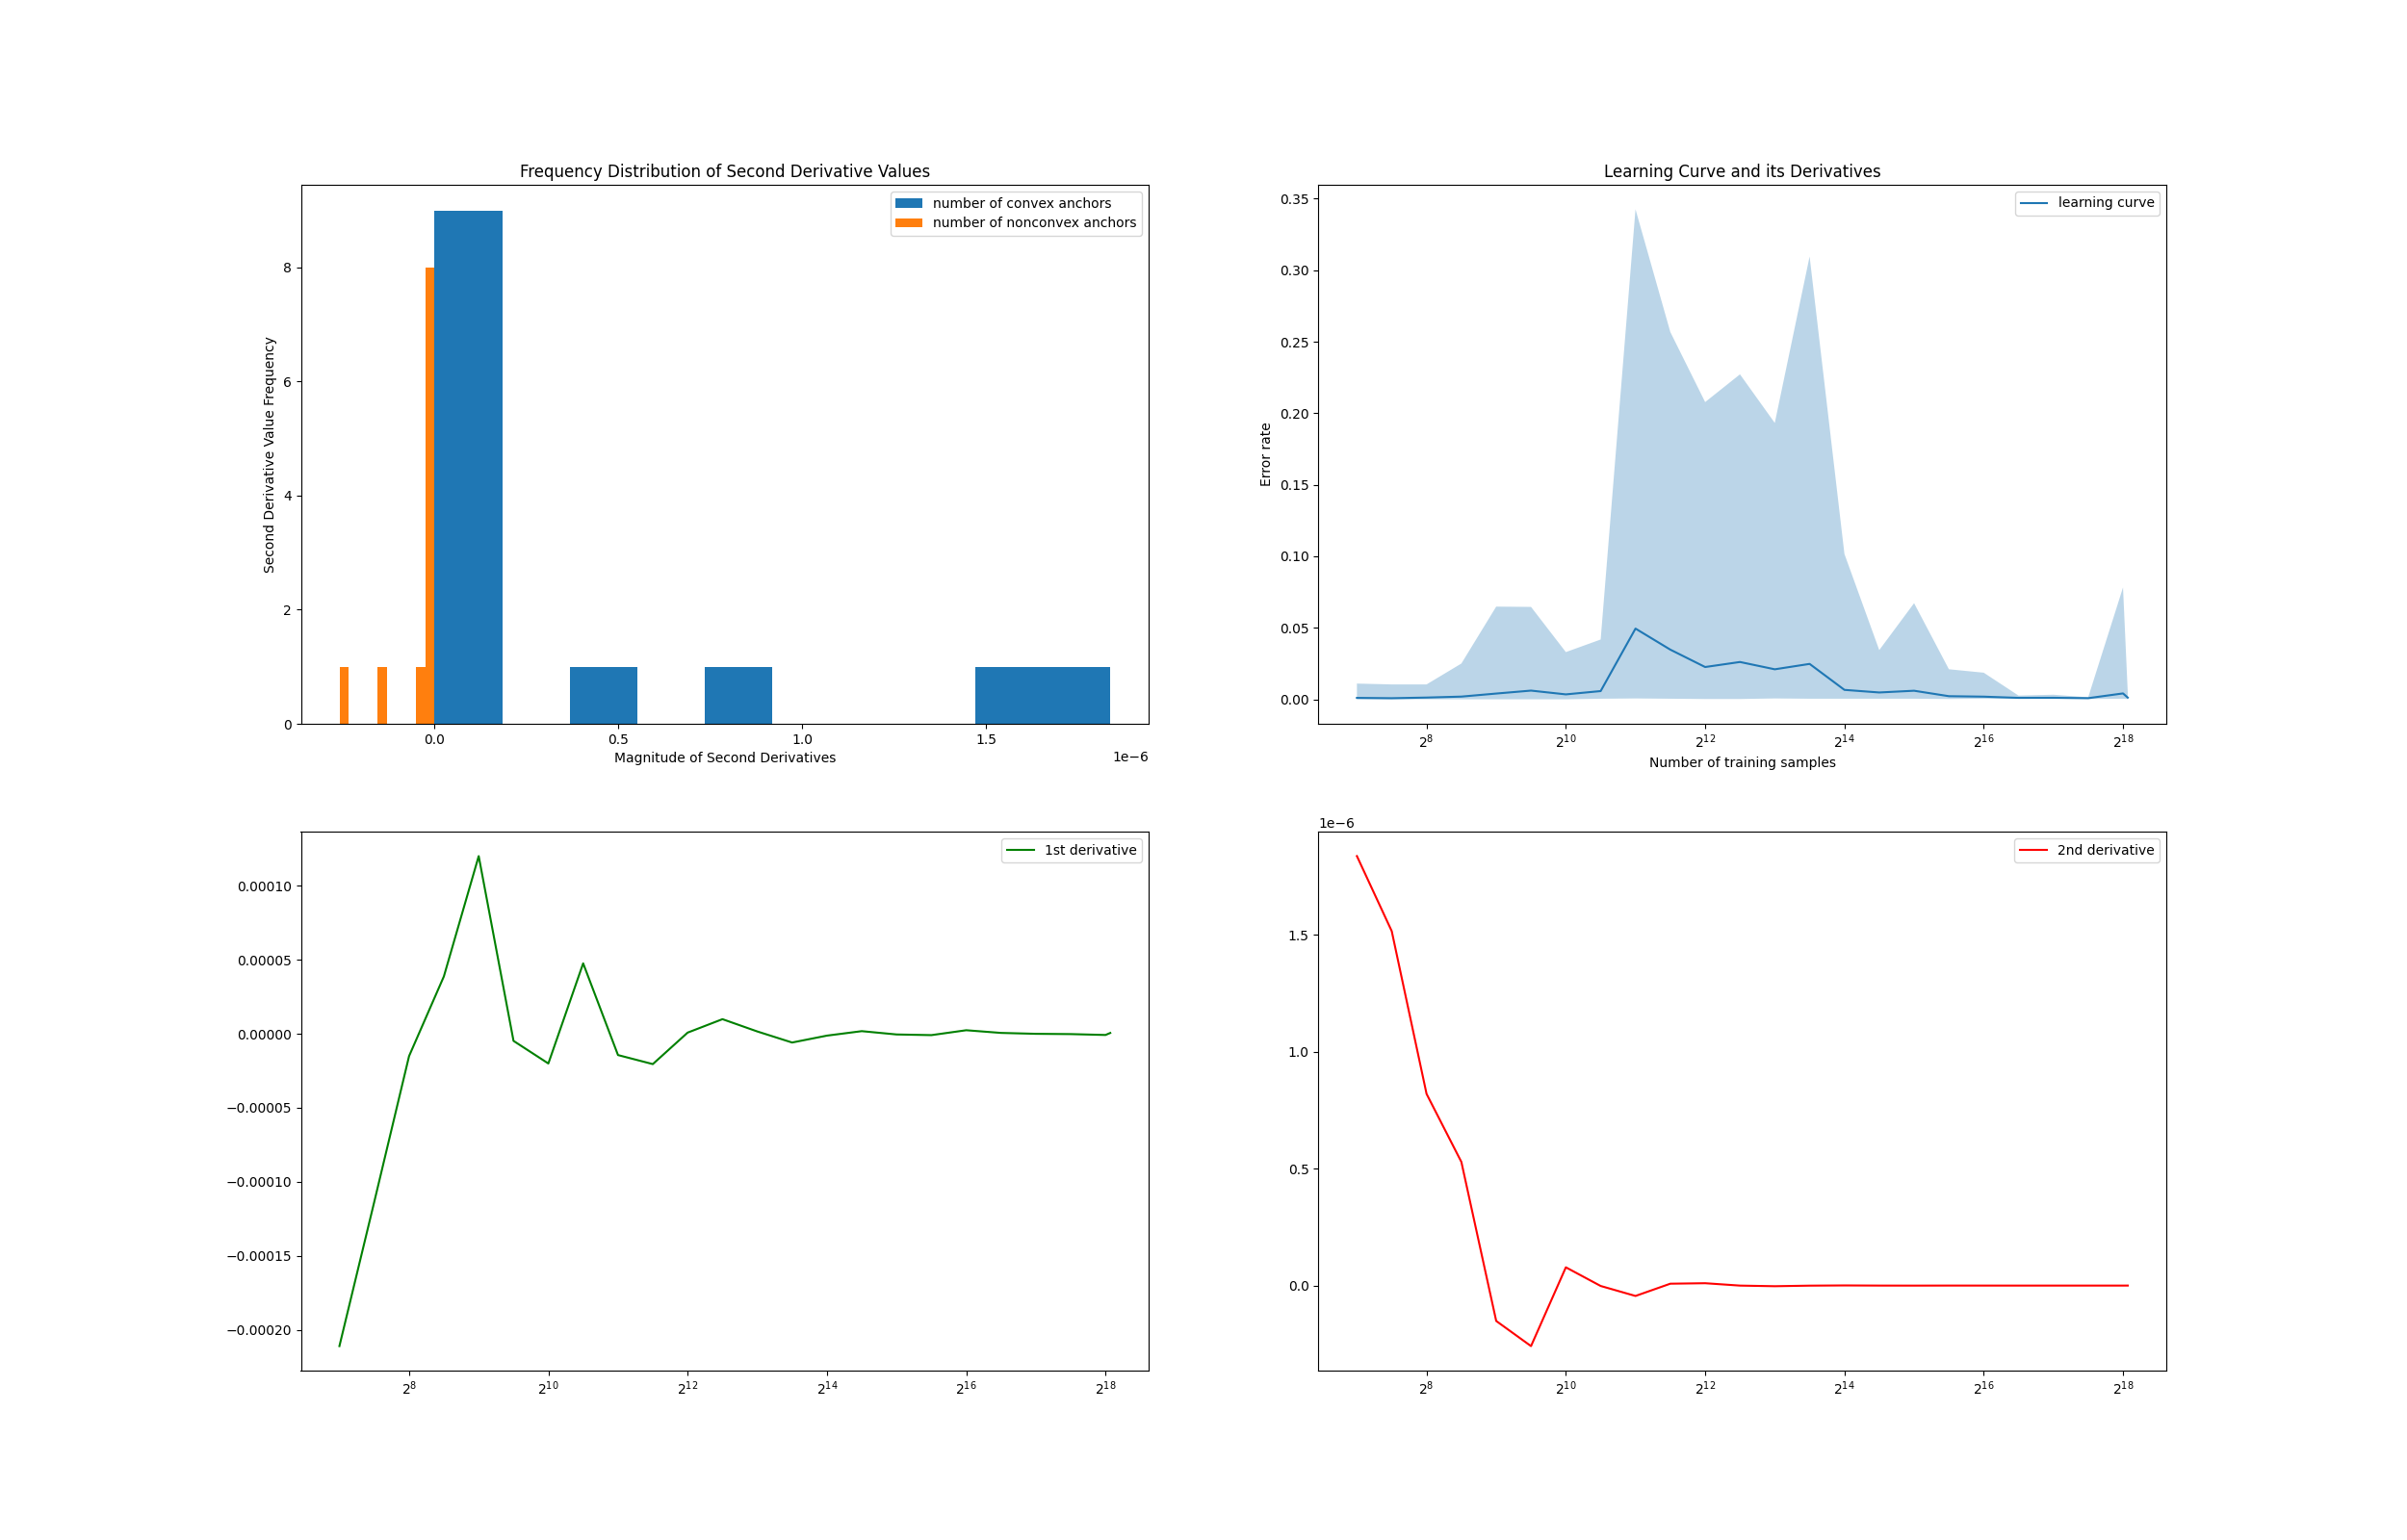 Frequency Distribution of Second Derivative Values
number of convex anchors
number of nonconvex anchors
Second Derivative Value Frequency
8
6
4
2
0
0.0 0.5 1.0 1.5
1e−6
Magnitude of Second Derivatives
Learning Curve and its Derivatives
learning curve
Error rate
0.35
0.30
0.25
0.20
0.15
0.10
0.05
0.00
2^8 2^10 2^12 2^14 2^16 2^18
Number of training samples
1st derivative
0.00010
0.00005
0.00000
−0.00005
−0.00010
−0.00015
−0.00020
2^8 2^10 2^12 2^14 2^16 2^18
1e−6
2nd derivative
1.5
1.0
0.5
0.0
2^8 2^10 2^12 2^14 2^16 2^18